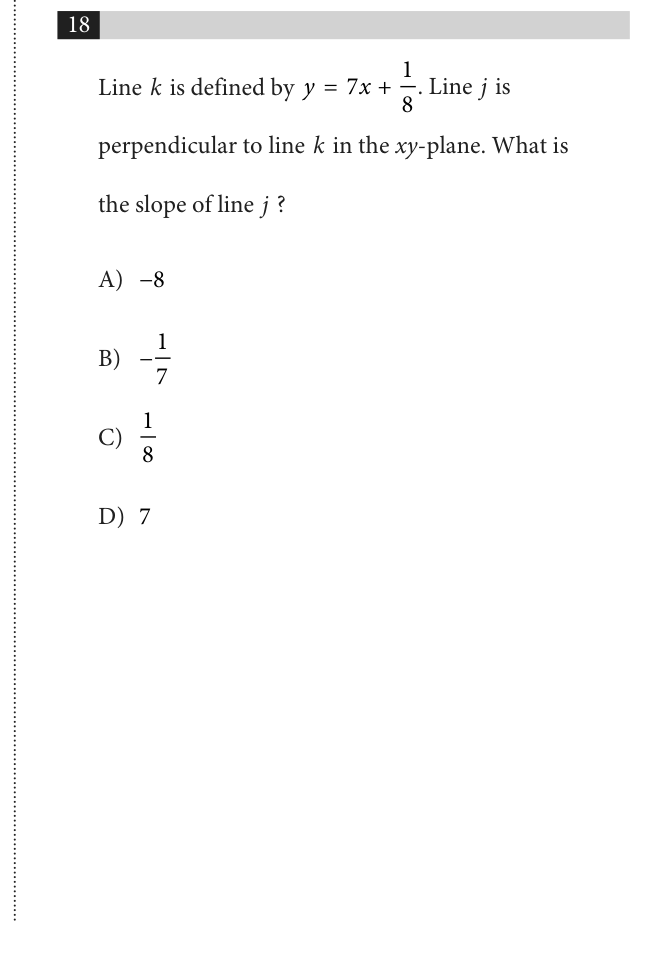 18
Line k is defined by y = 7x + 1/8. Line j is
perpendicular to line k in the xy-plane. What is
the slope of line j ?
A) –8
B) –1/7
C) 1/8
D) 7